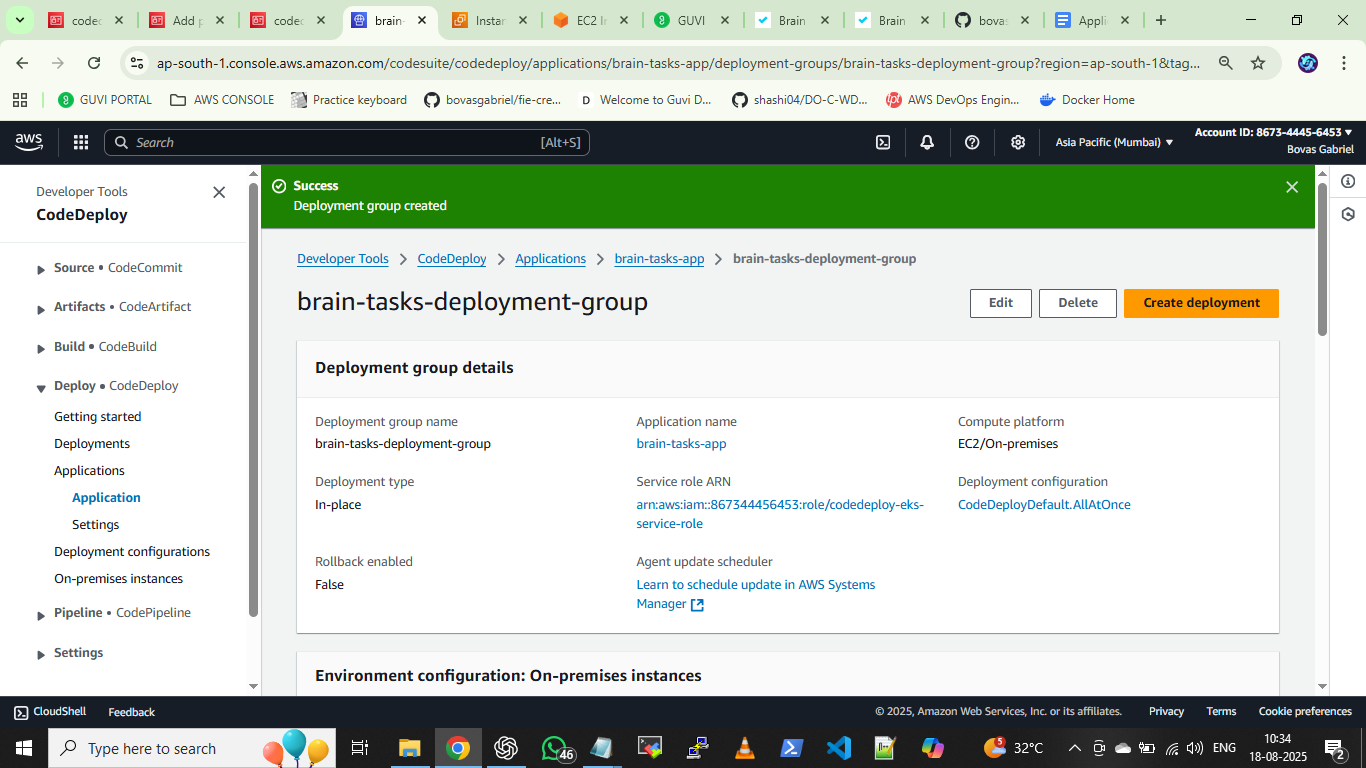 codec
Add p
codec
brain-
Instar
EC2 In
GUVI
Brain
Brain
bovas
Appli
ap-south-1.console.aws.amazon.com/codesuite/codedeploy/applications/brain-tasks-app/deployment-groups/brain-tasks-deployment-group?region=ap-south-1&tag...
GUVI PORTAL
AWS CONSOLE
Practice keyboard
bovasgabriel/fie-cre...
Welcome to Guvi D...
shashi04/DO-C-WD...
AWS DevOps Engin...
Docker Home
aws
Search
[Alt+S]
Asia Pacific (Mumbai)
Account ID: 8673-4445-6453
Bovas Gabriel
Developer Tools
CodeDeploy
Source • CodeCommit
Artifacts • CodeArtifact
Build • CodeBuild
Deploy • CodeDeploy
Getting started
Deployments
Applications
Application
Settings
Deployment configurations
On-premises instances
Pipeline • CodePipeline
Settings
Success
Deployment group created
Developer Tools
CodeDeploy
Applications
brain-tasks-app
brain-tasks-deployment-group
brain-tasks-deployment-group
Edit
Delete
Create deployment
Deployment group details
Deployment group name
brain-tasks-deployment-group
Application name
brain-tasks-app
Compute platform
EC2/On-premises
Deployment type
In-place
Service role ARN
arn:aws:iam::867344456453:role/codedeploy-eks-
service-role
Deployment configuration
CodeDeployDefault.AllAtOnce
Rollback enabled
False
Agent update scheduler
Learn to schedule update in AWS Systems
Manager
Environment configuration: On-premises instances
CloudShell
Feedback
© 2025, Amazon Web Services, Inc. or its affiliates.
Privacy
Terms
Cookie preferences
Type here to search
46
5
32°C
ENG
10:34
18-08-2025
2